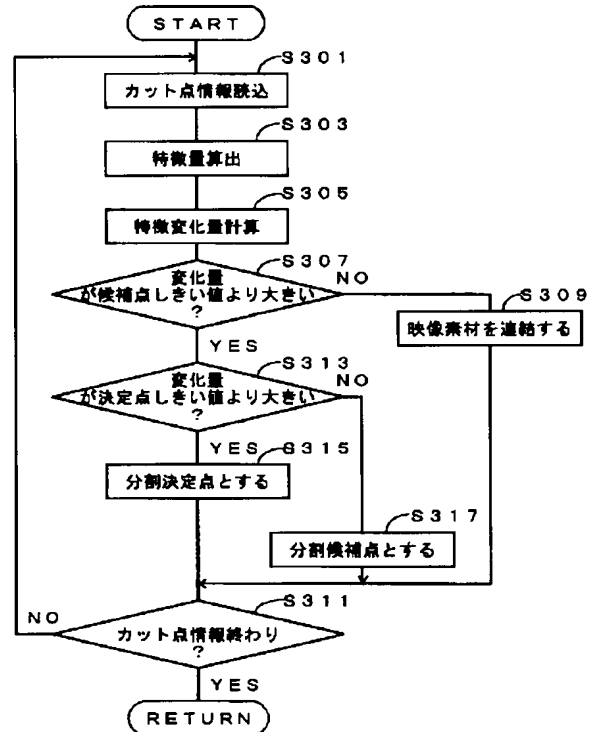 START
S301
カット点情報読込
S303
特徴量算出
S305
特徴変化量計算
S307
変化量
が候補点しきい値より大きい
?
NO
S309
映像素材を連結する
YES
S313
変化量
が決定点しきい値より大きい
?
NO
YES
S315
分割決定点とする
S317
分割候補点とする
S311
NO
カット点情報終わり
?
YES
RETURN